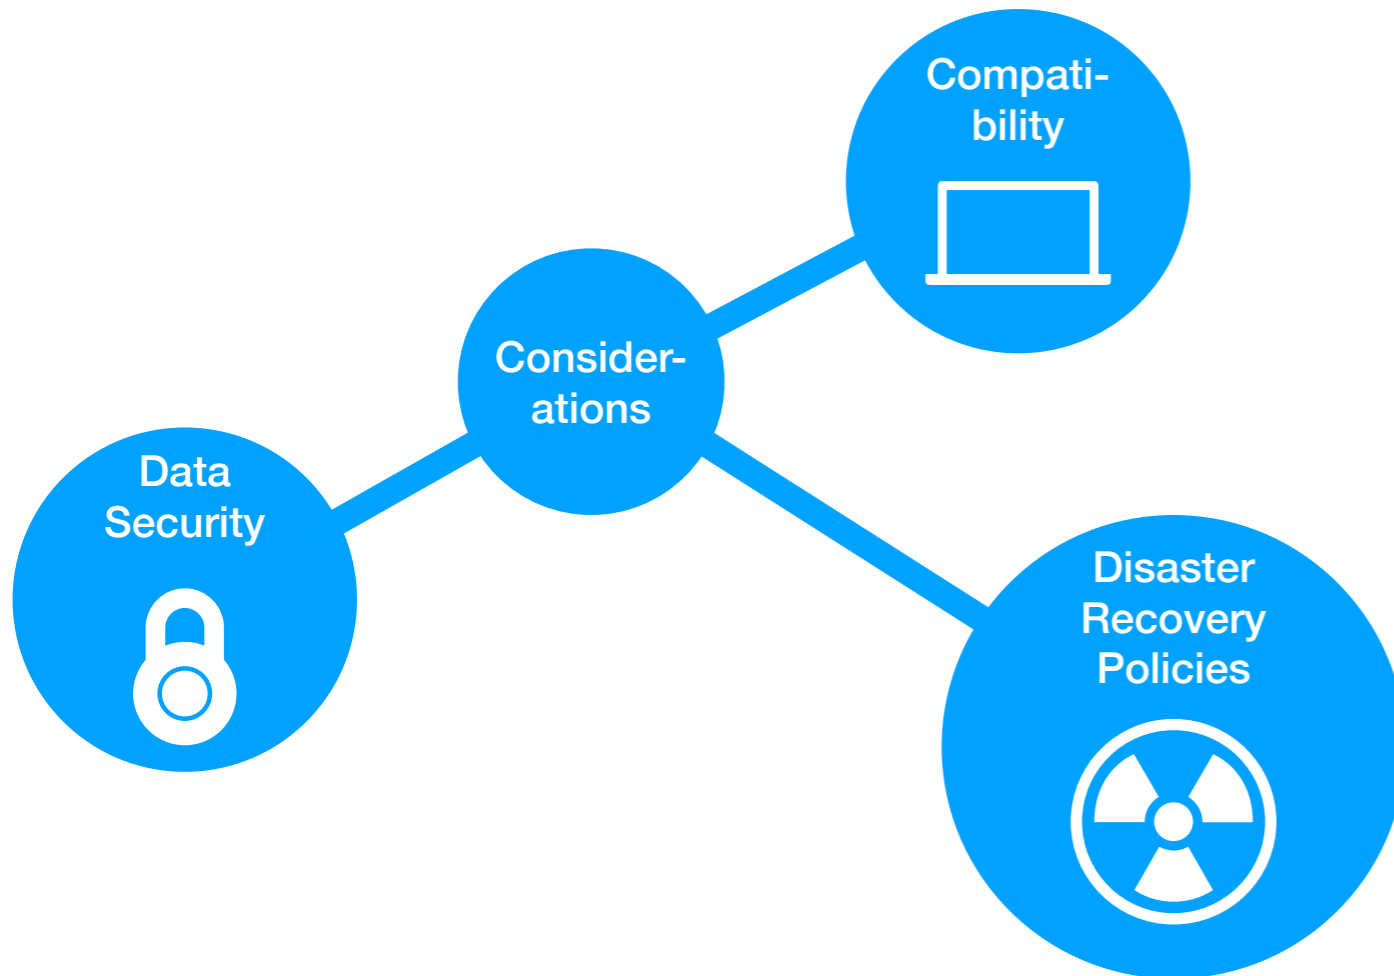 Compati-
bility
Consider-
ations
Data
Security
Disaster
Recovery
Policies